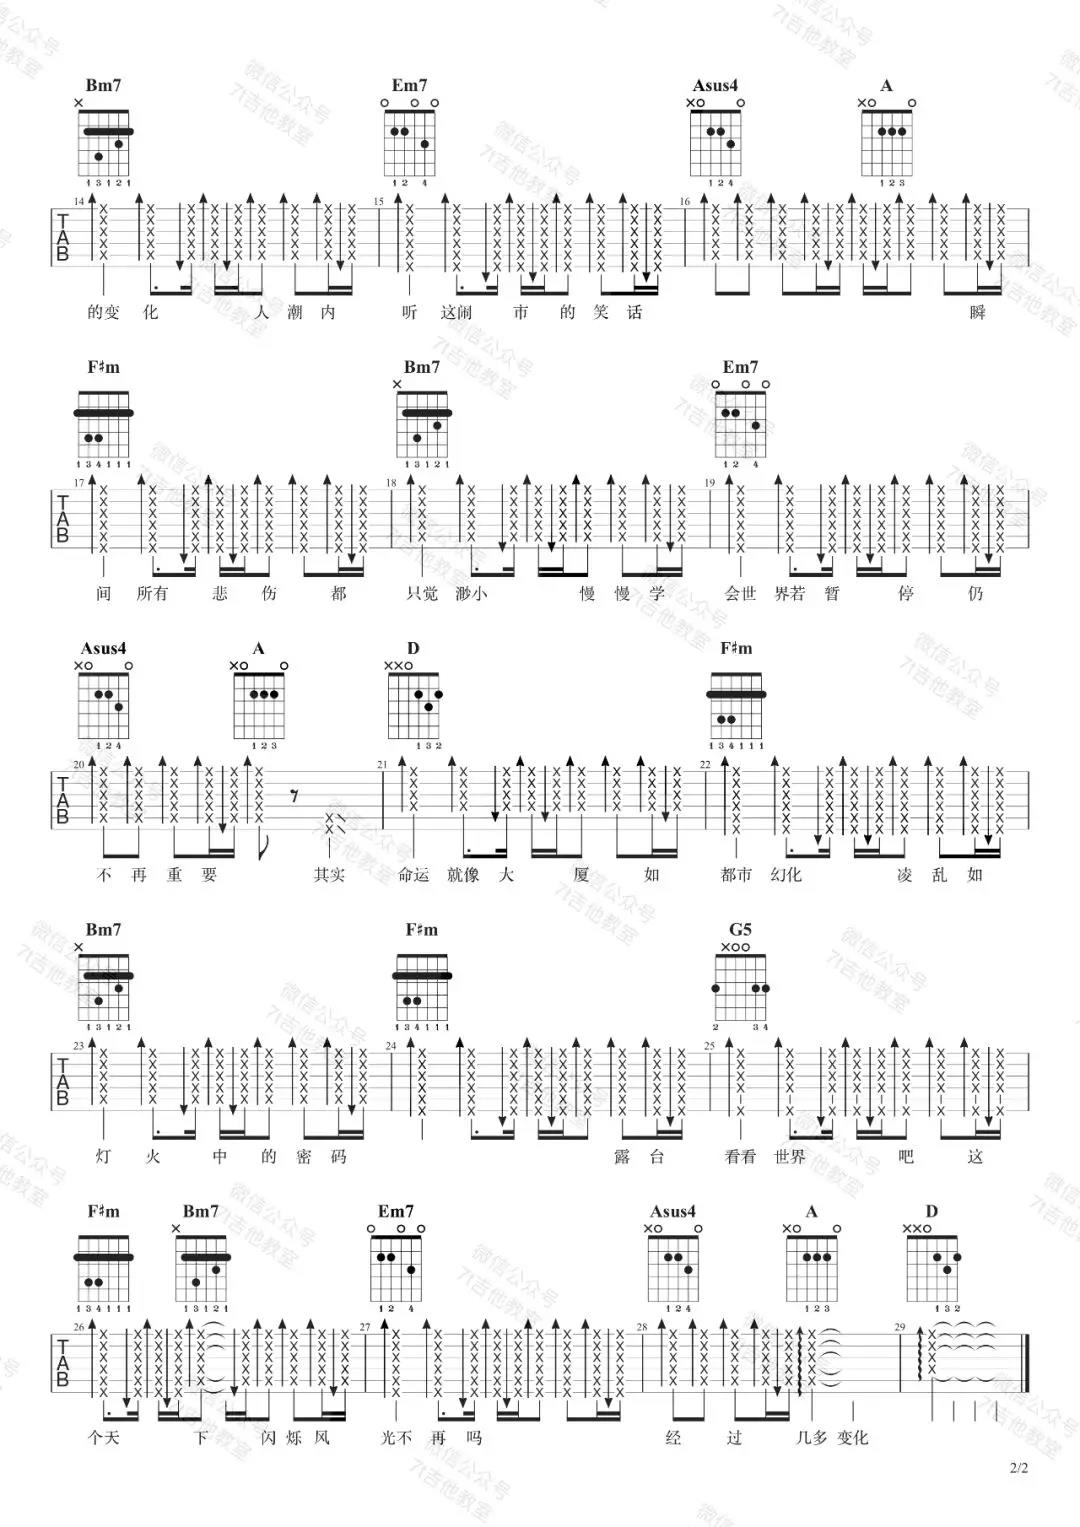 Bm7 Em7 Asus4 A
1 3 1 2 1 1 2 4 1 2 4 1 2 3
14 15 16
TAB
的变 化 人 潮 内 听 这闹 市 的 笑 话 瞬
F♯m Bm7 Em7
1 3 4 1 1 1 1 3 1 2 1 1 2 4
17 18 19
TAB
间 所有 悲 伤 都 只觉 渺小 慢 慢 学 会世 界若 暂 停 仍
Asus4 A D F♯m
1 2 4 1 2 3 1 3 2 1 3 4 1 1 1
20 21 22
TAB
不 再 重 要 其实 命运 就像 大 厦 如 都市 幻化 凌 乱 如
Bm7 F♯m G5
1 3 1 2 1 1 3 4 1 1 1 2 3 4
23 24 25
TAB
灯 火 中 的 密 码 露 台 看看 世界 吧 这
F♯m Bm7 Em7 Asus4 A D
1 3 4 1 1 1 1 3 1 2 1 1 2 4 1 2 4 1 2 3 1 3 2
26 27 28 29
TAB
个天 下 闪 烁 风 光不 再 吗 经 过 几多 变化
2/2
微信公众号
7t吉他教室